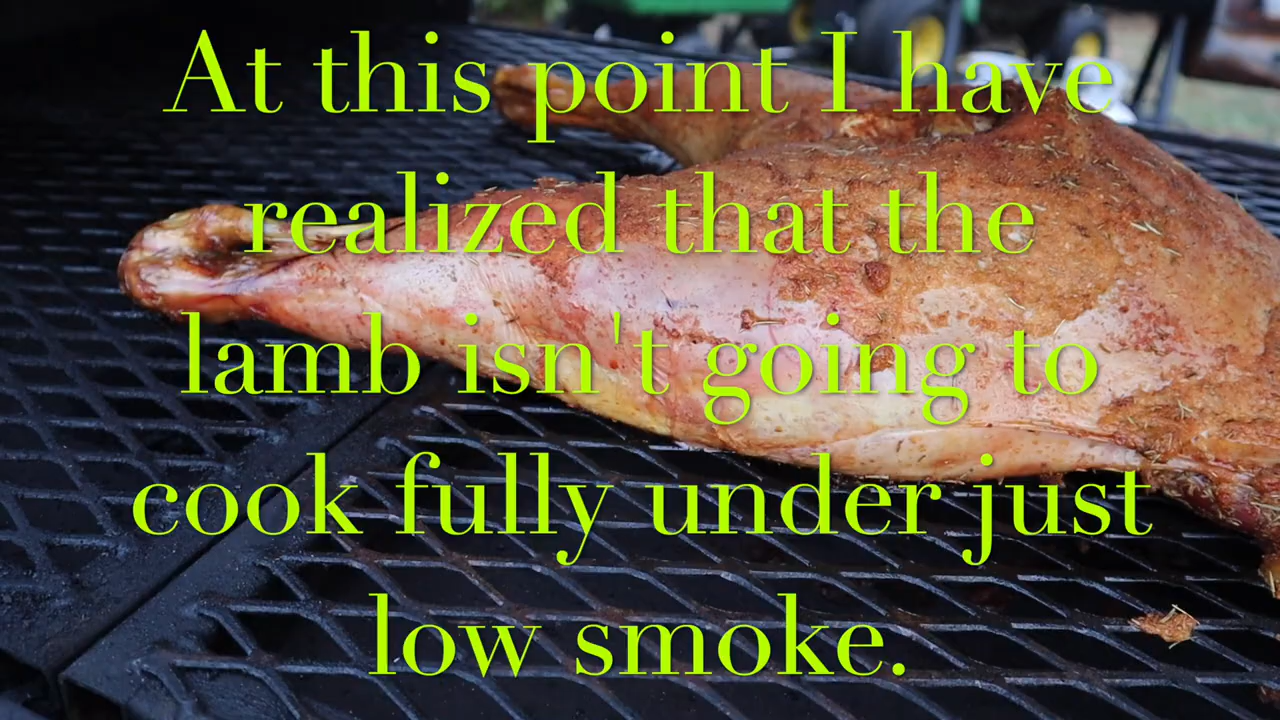 At this point I have
realized that the
lamb isn't going to
cook fully under just
low smoke.